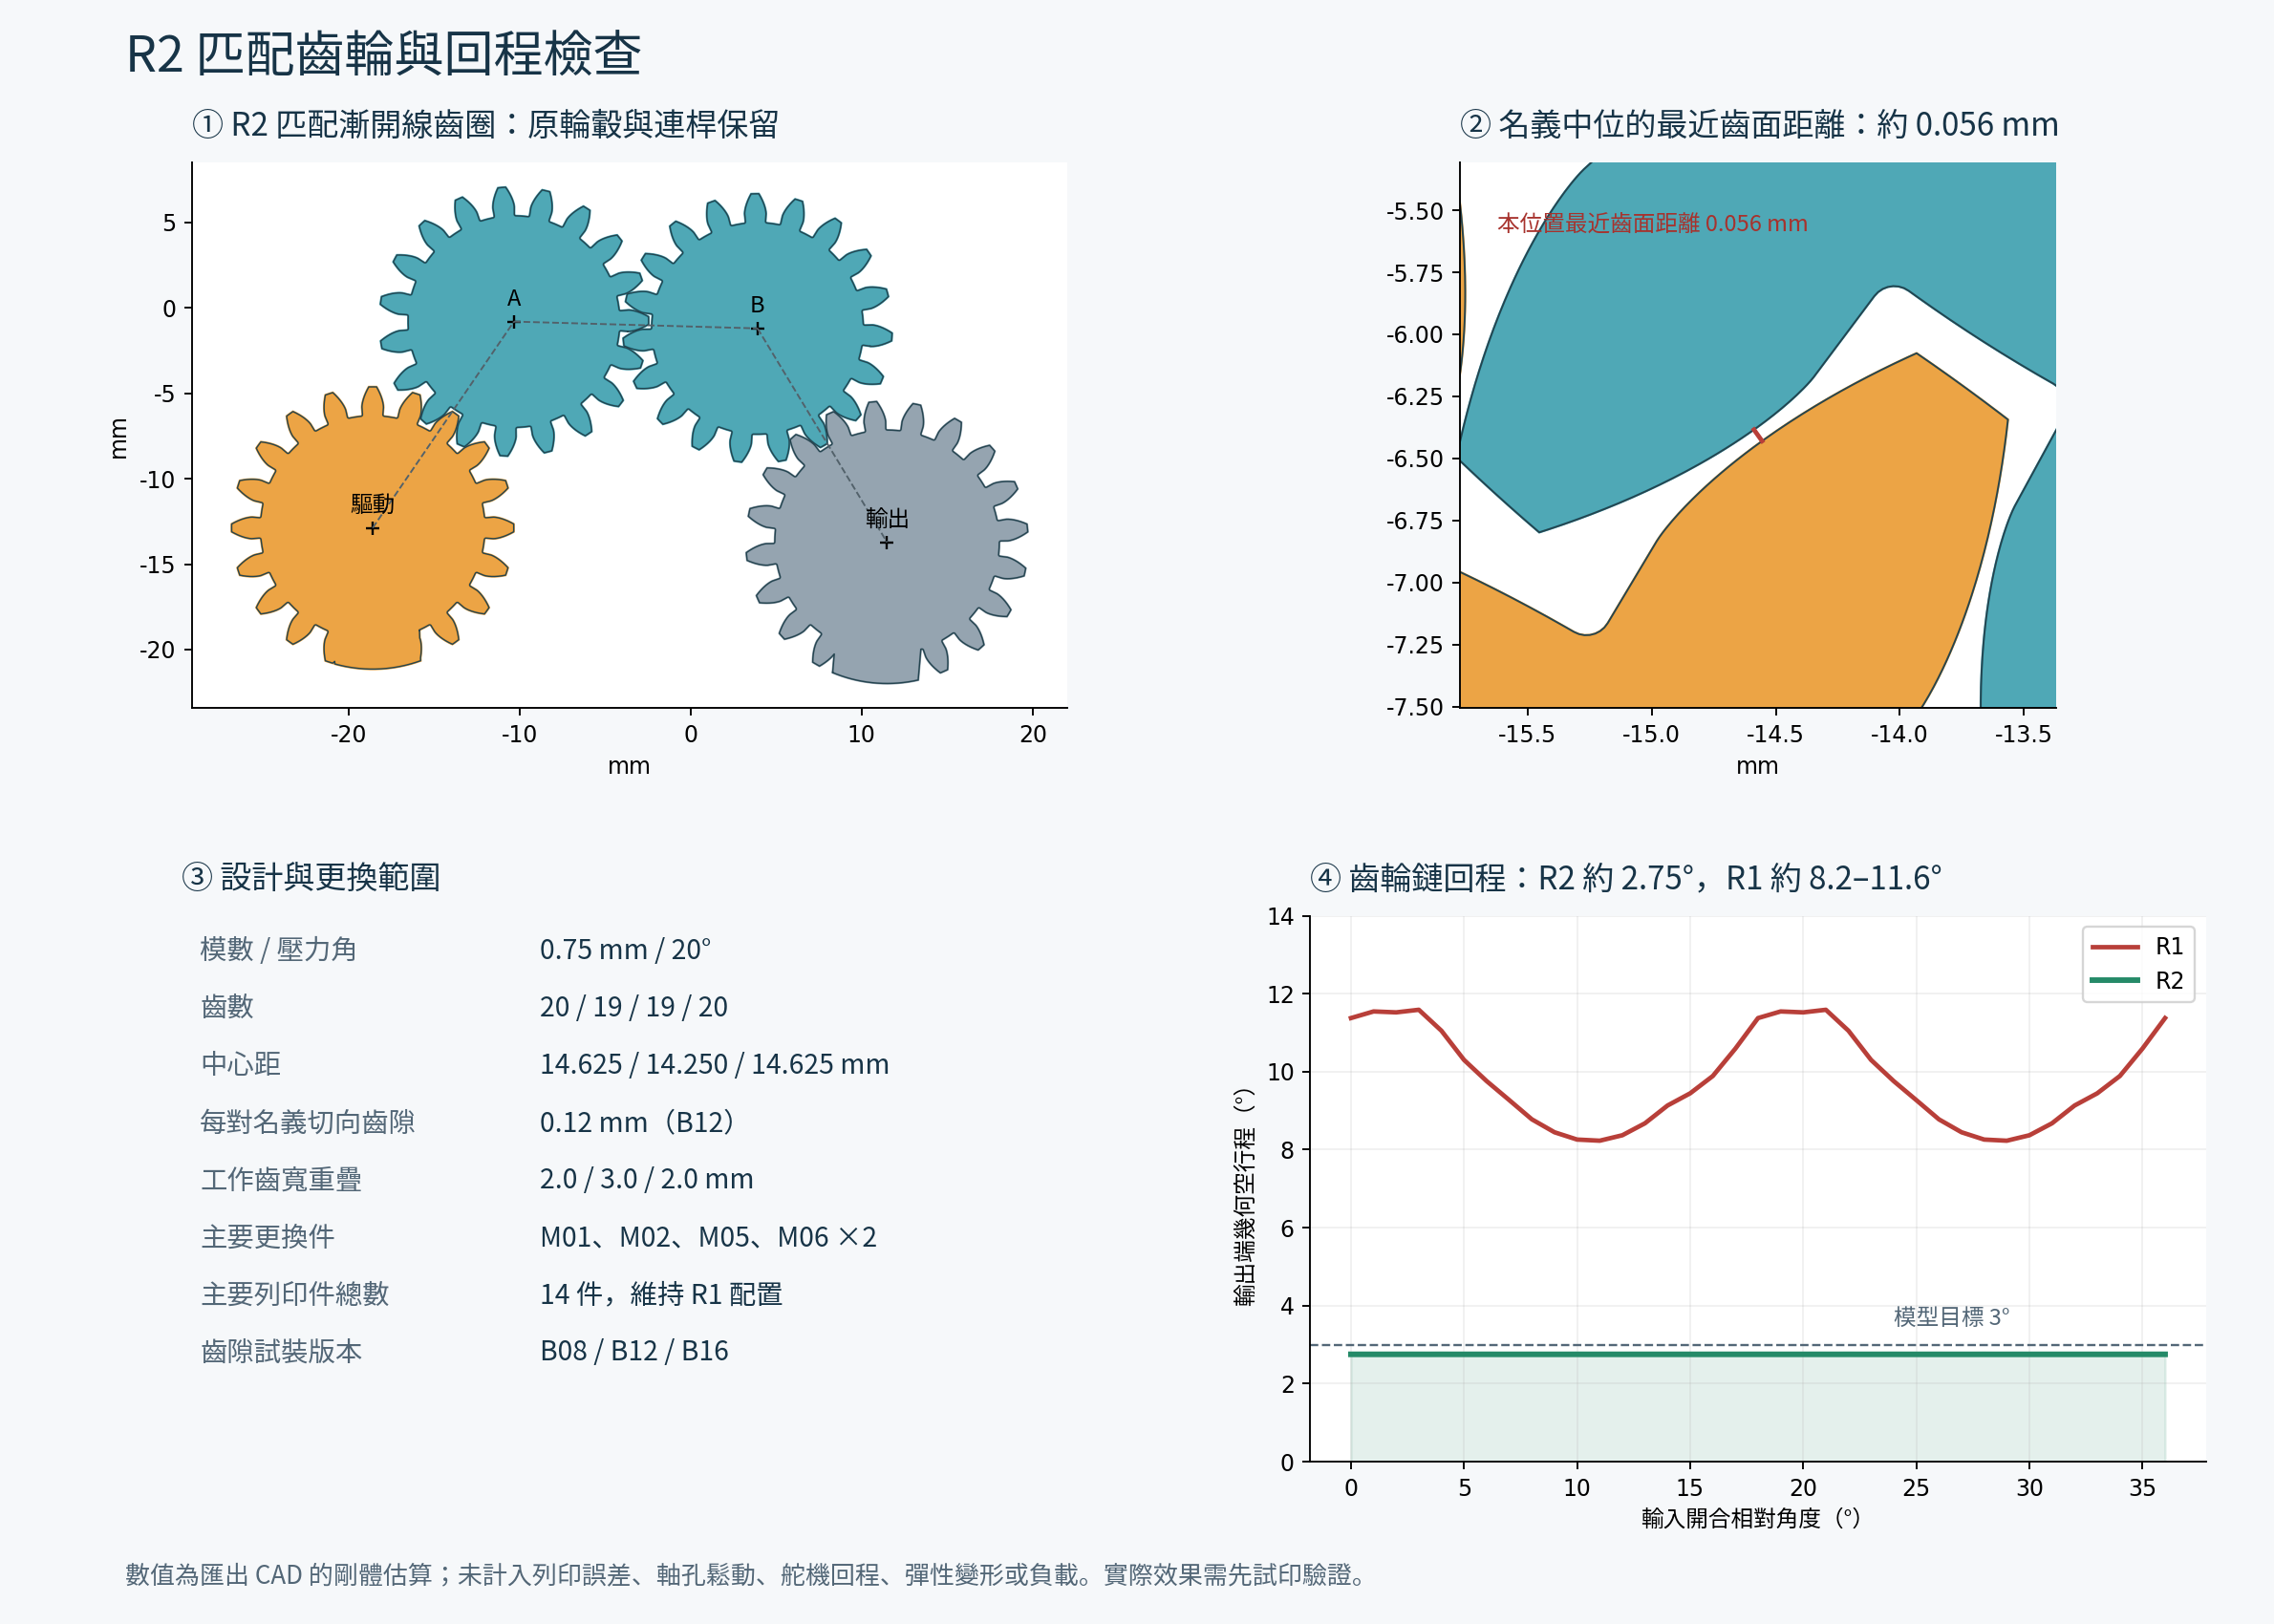 R2 匹配齒輪與回程檢查
① R2 匹配漸開線齒圈：原輪轂與連桿保留
5
0
-5
-10
-15
-20
mm
A
B
驅動
輸出
-20
-10
0
10
20
mm
② 名義中位的最近齒面距離：約 0.056 mm
本位置最近齒面距離 0.056 mm
-5.50
-5.75
-6.00
-6.25
-6.50
-6.75
-7.00
-7.25
-7.50
-15.5
-15.0
-14.5
-14.0
-13.5
mm
③ 設計與更換範圍
模數 / 壓力角 0.75 mm / 20°
齒數 20 / 19 / 19 / 20
中心距 14.625 / 14.250 / 14.625 mm
每對名義切向齒隙 0.12 mm（B12）
工作齒寬重疊 2.0 / 3.0 / 2.0 mm
主要更換件 M01、M02、M05、M06 ×2
主要列印件總數 14 件，維持 R1 配置
齒隙試裝版本 B08 / B12 / B16
④ 齒輪鏈回程：R2 約 2.75°，R1 約 8.2–11.6°
14
12
10
8
6
4
2
0
輸出端幾何空行程（°）
R1
R2
模型目標 3°
0
5
10
15
20
25
30
35
輸入開合相對角度（°）
數值為匯出 CAD 的剛體估算；未計入列印誤差、軸孔鬆動、舵機回程、彈性變形或負載。實際效果需先試印驗證。